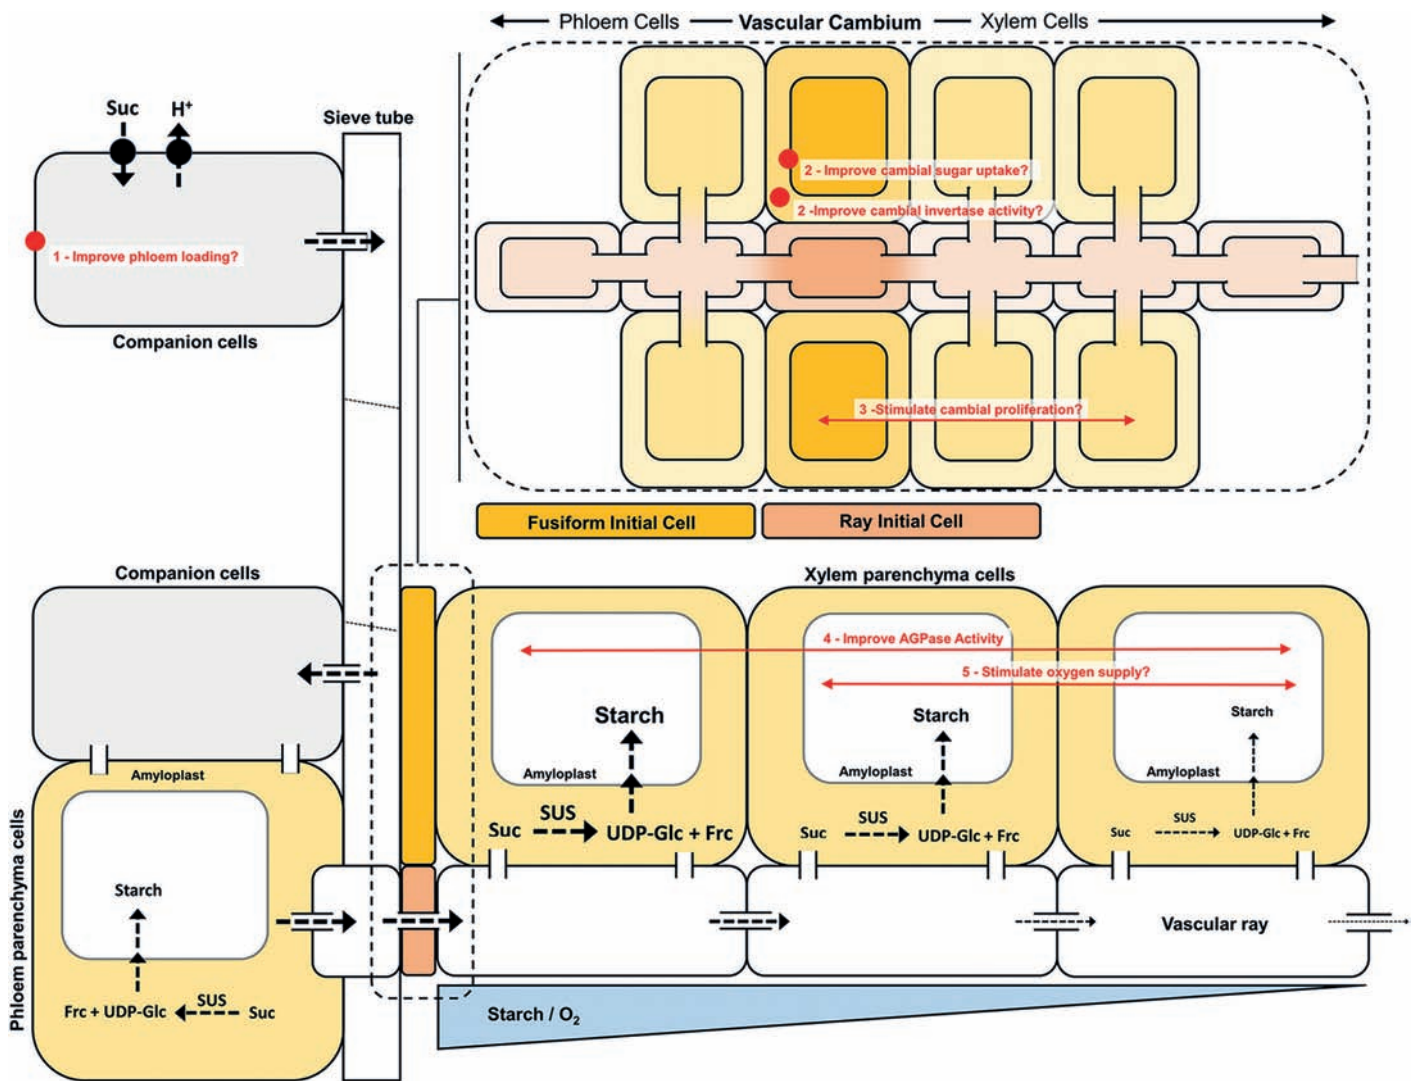 Phloem Cells
Vascular Cambium
Xylem Cells
Suc
H⁺
Sieve tube
2 - Improve cambial sugar uptake?
2 -Improve cambial invertase activity?
1 - Improve phloem loading?
Companion cells
3 -Stimulate cambial proliferation?
Fusiform Initial Cell
Ray Initial Cell
Companion cells
Xylem parenchyma cells
4 - Improve AGPase Activity
5 - Stimulate oxygen supply?
Starch
Starch
Starch
Amyloplast
Amyloplast
Amyloplast
Amyloplast
SUS
Suc
UDP-Glc + Frc
SUS
Suc
UDP-Glc + Frc
SUS
Suc
UDP-Glc + Frc
Phloem parenchyma cells
Starch
Vascular ray
Frc + UDP-Glc
SUS
Suc
Starch / O₂